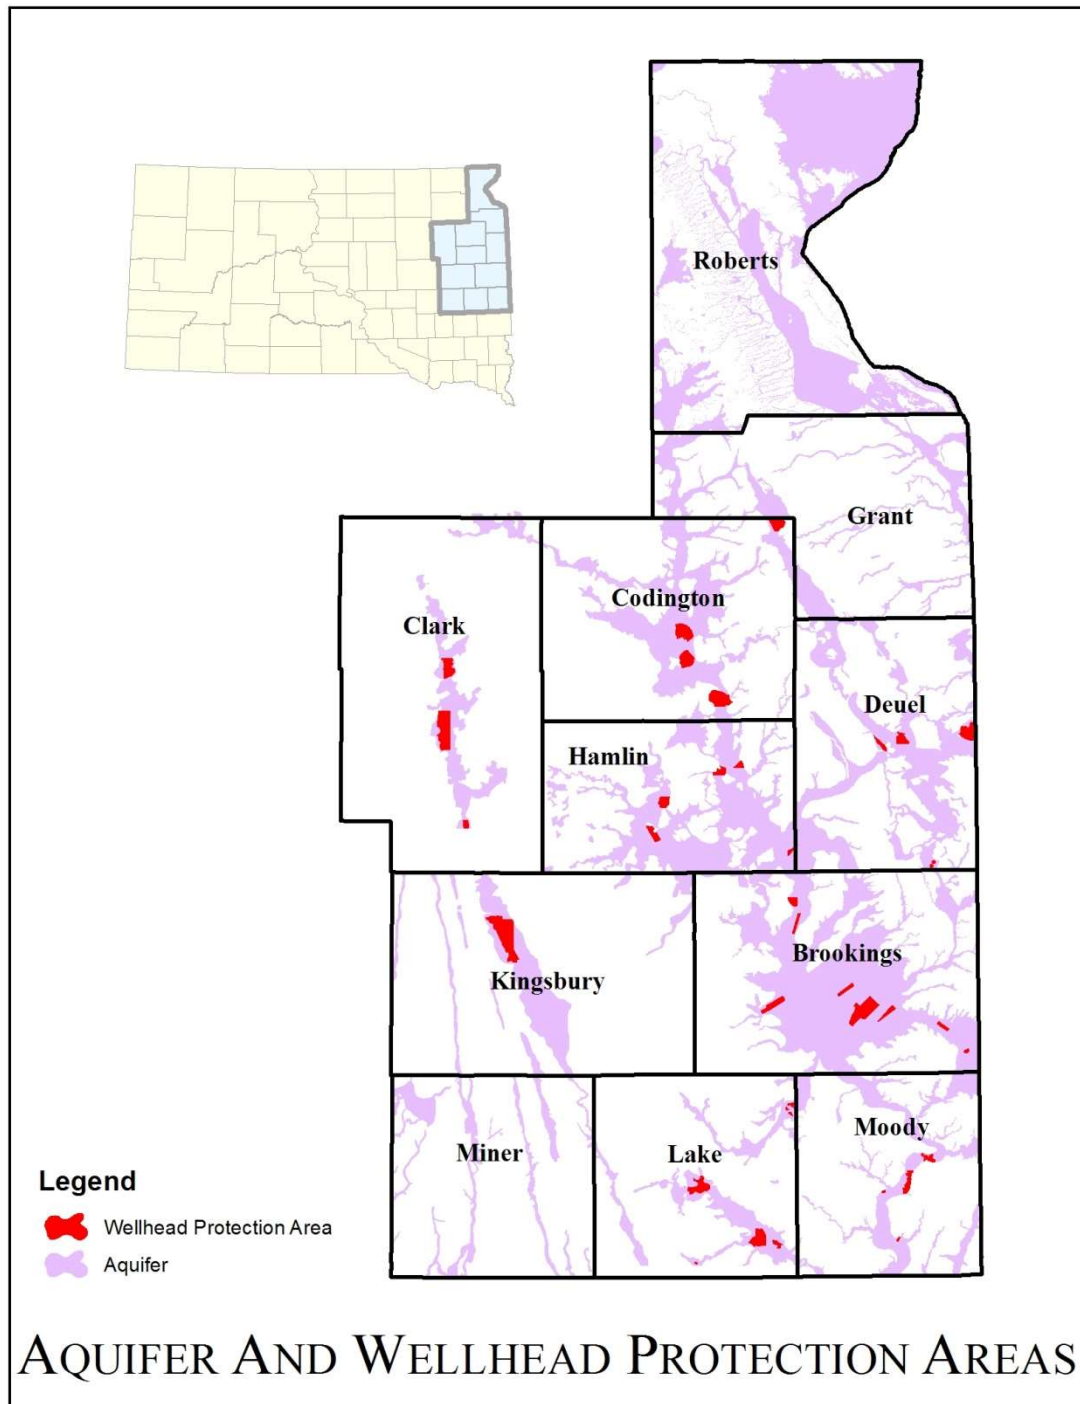 Roberts
Grant
Codington
Clark
Deuel
Hamlin
Brookings
Kingsbury
Moody
Miner
Lake
Legend
Wellhead Protection Area
Aquifer
AQUIFER AND WELLHEAD PROTECTION AREAS